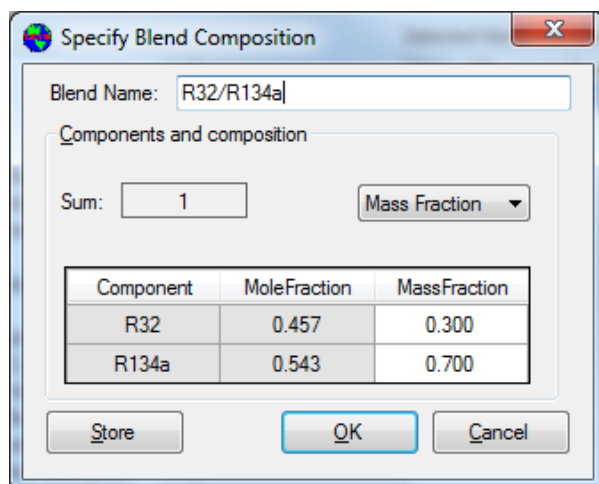 Specify Blend Composition
Blend Name: R32/R134a
Components and composition
Sum: 1 Mass Fraction
Component MoleFraction MassFraction
R32 0.457 0.300
R134a 0.543 0.700
Store OK Cancel